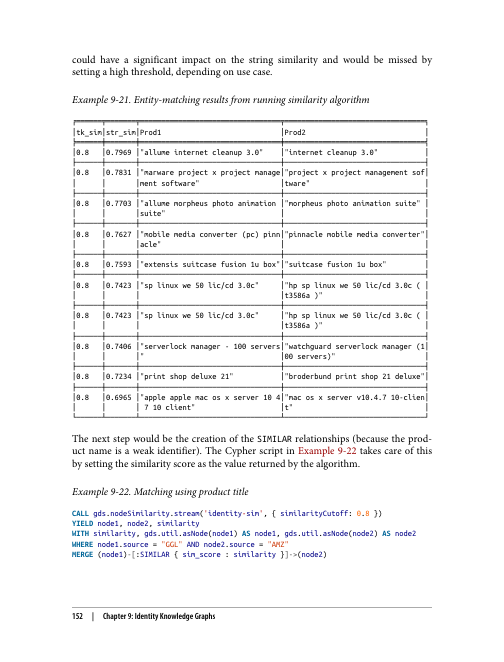 could have a significant impact on the string similarity and would be missed by
setting a high threshold, depending on use case.
Example 9-21. Entity-matching results from running similarity algorithm
|tk_sim|str_sim|Prod1 |Prod2 |
|0.8 |0.7969 |"allume internet cleanup 3.0" |"internet cleanup 3.0" |
|0.8 |0.7831 |"marware project x project manage|"project x project management sof|
| | |ment software" |tware" |
|0.8 |0.7703 |"allume morpheus photo animation |"morpheus photo animation suite" |
| | |suite" | |
|0.8 |0.7627 |"mobile media converter (pc) pinn|"pinnacle mobile media converter"|
| | |acle" | |
|0.8 |0.7593 |"extensis suitcase fusion 1u box"|"suitcase fusion" |
|0.8 |0.7423 |"sp linux we 50 lic/cd 3.0c" |"hp sp linux we 50 lic/cd 3.0c ( |
| | | |t3586a )" |
|0.8 |0.7423 |"sp linux we 50 lic/cd 3.0c" |"hp sp linux we 50 lic/cd 3.0c ( |
| | | |t3586a )" |
|0.8 |0.7406 |"serverlock manager - 100 servers|"watchguard serverlock manager (1|
| | |" |00 servers)" |
|0.8 |0.7234 |"print shop deluxe 21" |"broderbund print shop 21 deluxe"|
|0.8 |0.6965 |"apple apple mac os x server 10 4|"mac os x server v10.4.7 10-clien|
| | | 7 10 client" |t" |
The next step would be the creation of the SIMILAR relationships (because the prod-
uct name is a weak identifier). The Cypher script in Example 9-22 takes care of this
by setting the similarity score as the value returned by the algorithm.
Example 9-22. Matching using product title
CALL gds.nodeSimilarity.stream('identity-sim', { similarityCutoff: 0.8 })
YIELD node1, node2, similarity
WITH similarity, gds.util.asNode(node1) AS node1, gds.util.asNode(node2) AS node2
WHERE node1.source = "GGL" AND node2.source = "AMZ"
MERGE (node1)-[:SIMILAR { sim_score : similarity }]->(node2)
152 | Chapter 9: Identity Knowledge Graphs